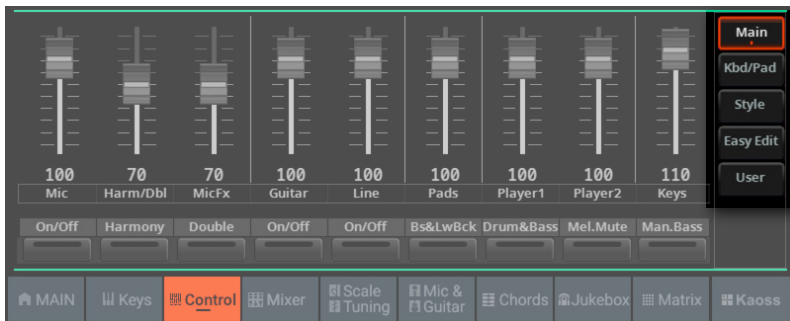 Main
Kbd/Pad
Style
Easy Edit
User
100 70 70 100 100 100 100 100 110
Mic Harm/Dbl MicFx Guitar Line Pads Player1 Player2 Keys
On/Off Harmony Double On/Off On/Off Bs&LwBck Drum&Bass Mel.Mute Man.Bass
MAIN Keys Control Mixer Scale Tuning Mic & Guitar Chords Jukebox Matrix Kaoss